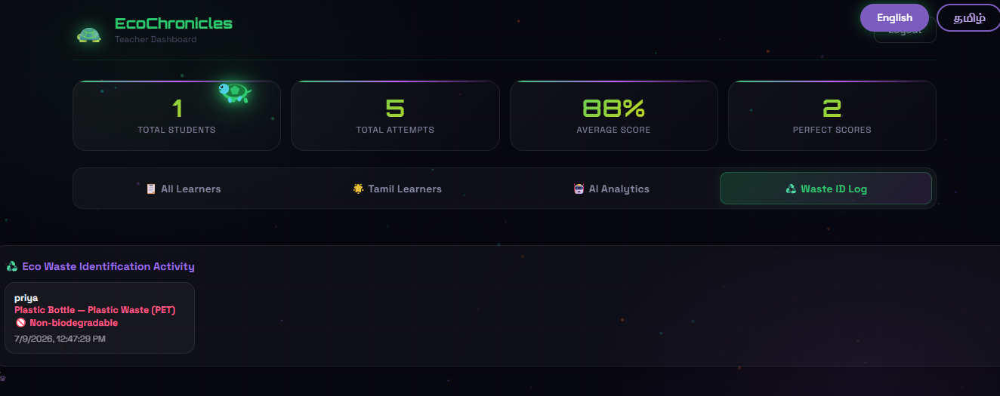 EcoChronicles
Teacher Dashboard
English
தமிழ்
Logout
1
TOTAL STUDENTS
5
TOTAL ATTEMPTS
88%
AVERAGE SCORE
2
PERFECT SCORES
All Learners
Tamil Learners
AI Analytics
Waste ID Log
Eco Waste Identification Activity
priya
Plastic Bottle — Plastic Waste (PET)
Non-biodegradable
7/9/2026, 12:47:29 PM